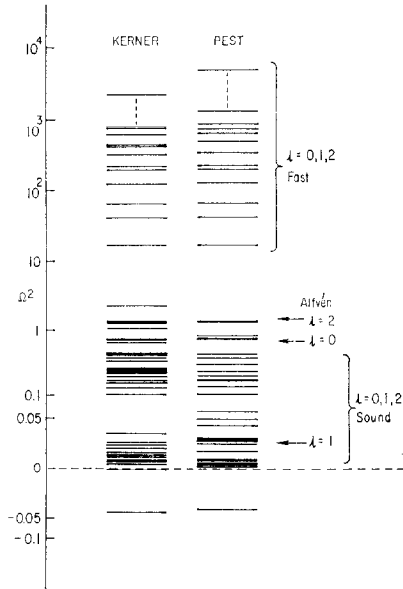 KERNER PEST
10⁴
10³
10²
10
Ω²
1
0.1
0.05
0
-0.05
-0.1
ℓ = 0,1,2
Fast
Alfvén
ℓ = 2
ℓ = 0
ℓ = 0,1,2
Sound
ℓ = 1